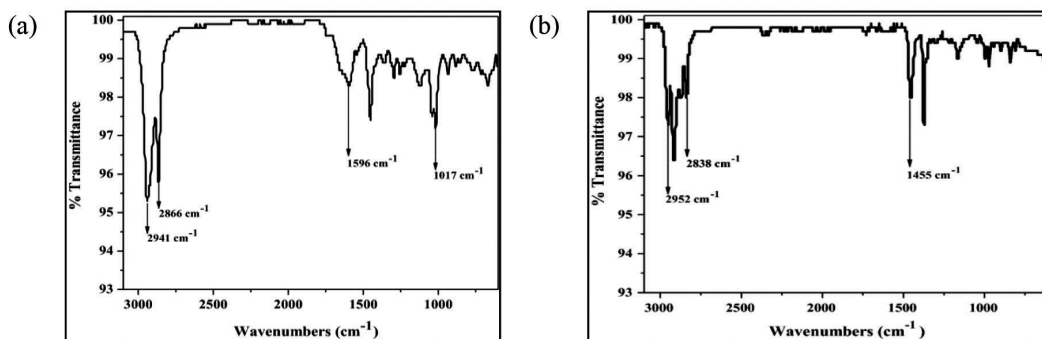 (a)
% Transmittance
100
99
98
97
96
95
94
93
2941 cm⁻¹
2866 cm⁻¹
1596 cm⁻¹
1017 cm⁻¹
3000 2500 2000 1500 1000
Wavenumbers (cm⁻¹)
(b)
% Transmittance
100
99
98
97
96
95
94
93
2952 cm⁻¹
2838 cm⁻¹
1455 cm⁻¹
3000 2500 2000 1500 1000
Wavenumbers (cm⁻¹)